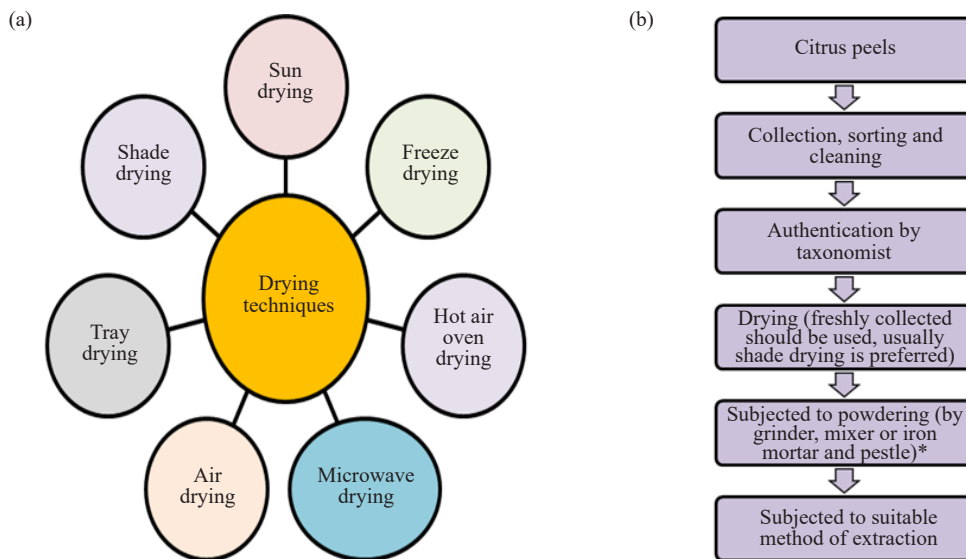 (a)
Sun
drying
Freeze
drying
Hot air
oven
drying
Microwave
drying
Air
drying
Tray
drying
Shade
drying
Drying
techniques
(b)
Citrus peels
Collection, sorting and
cleaning
Authentication by
taxonomist
Drying (freshly collected
should be used, usually
shade drying is preferred)
Subjected to powdering (by
grinder, mixer or iron
mortar and pestle)*
Subjected to suitable
method of extraction